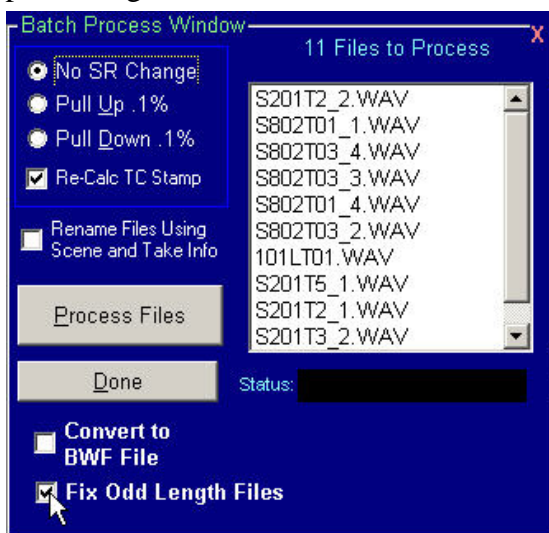 Batch Process Window
X
11 Files to Process
No SR Change
Pull Up .1%
Pull Down .1%
Re-Calc TC Stamp
Rename Files Using
Scene and Take Info
Process Files
Done
S201T2_2.WAV
S802T01_1.WAV
S802T03_4.WAV
S802T03_3.WAV
S802T01_4.WAV
S802T03_2.WAV
101LT01.WAV
S201T5_1.WAV
S201T2_1.WAV
S201T3_2.WAV
Status:
Convert to
BWF File
Fix Odd Length Files